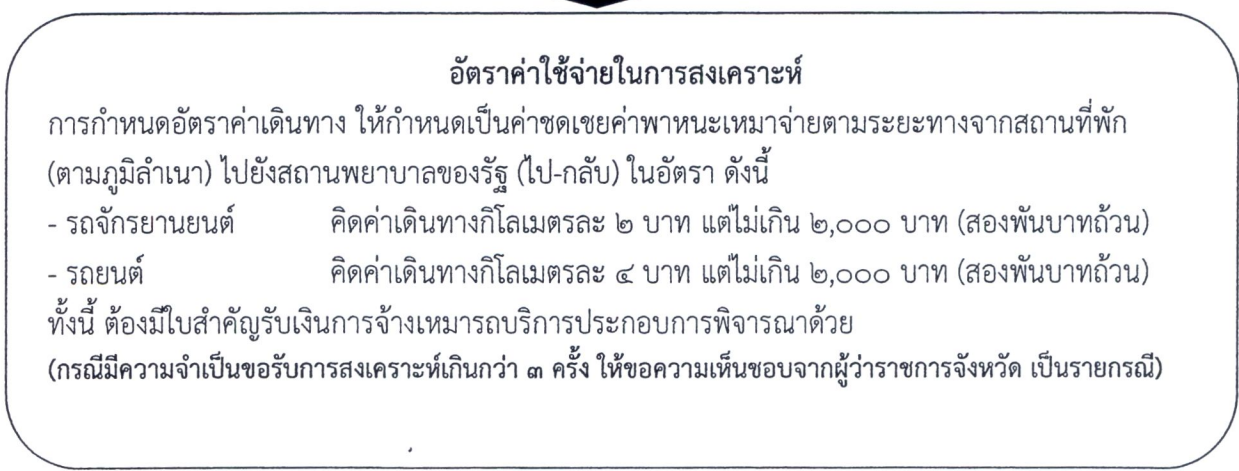 อัตราค่าใช้จ่ายในการสงเคราะห์
การกำหนดอัตราค่าเดินทาง ให้กำหนดเป็นค่าชดเชยค่าพาหนะเหมาจ่ายตามระยะทางจากสถานที่พัก
(ตามภูมิลำเนา) ไปยังสถานพยาบาลของรัฐ (ไป-กลับ) ในอัตรา ดังนี้
- รถจักรยานยนต์ คิดค่าเดินทางกิโลเมตรละ ๒ บาท แต่ไม่เกิน ๒,๐๐๐ บาท (สองพันบาทถ้วน)
- รถยนต์ คิดค่าเดินทางกิโลเมตรละ ๔ บาท แต่ไม่เกิน ๒,๐๐๐ บาท (สองพันบาทถ้วน)
ทั้งนี้ ต้องมีใบสำคัญรับเงินการจ้างเหมารถบริการประกอบการพิจารณาด้วย
(กรณีมีความจำเป็นขอรับการสงเคราะห์เกินกว่า ๓ ครั้ง ให้ขอความเห็นชอบจากผู้ว่าราชการจังหวัด เป็นรายกรณี)